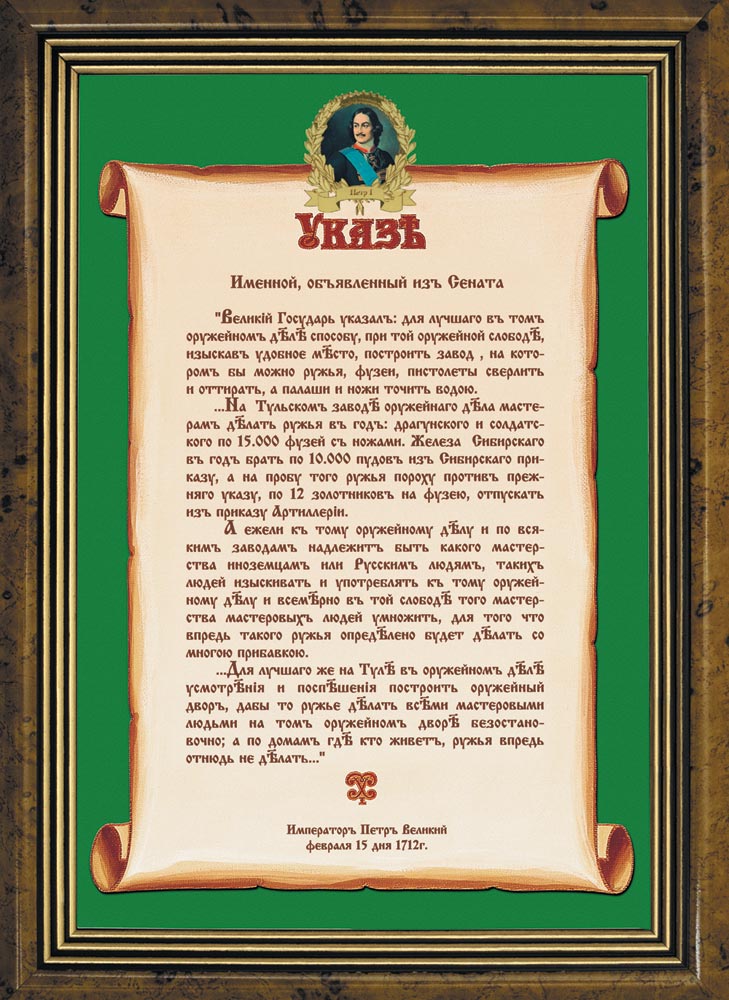 Петр I
Указъ
Именной, объявленный изъ Сената
"Великій Государь указалъ: для лучшаго въ томъ
оружейномъ дѣлѣ способу, при той оружейной слободѣ,
изыскавъ удобное мѣсто, построить завод , на кото-
ромъ бы можно ружья, фузеи, пистолеты сверлить
и оттирать, а палаши и ножи точить водою.
...На Тульскомъ заводѣ оружейнаго дѣла масте-
рамъ дѣлать ружья въ годъ: драгунского и солдатс-
кого по 15.000 фузей съ ножами. Железа Сибирскаго
въ годъ брать по 10.000 пудовъ изъ Сибирскаго при-
казу, а на пробу того ружья пороху противъ преж-
няго указу, по 12 золотниковъ на фузею, отпускать
изъ приказу Артиллеріи.
А ежели къ тому оружейному дѣлу и по вся-
кимъ заводамъ надлежитъ быть какого мастер-
ства иноземцамъ или Русскимъ людямъ, такихъ
людей изыскивать и употреблять къ тому оружей-
ному дѣлу и всемѣрно въ той слободѣ того мастер-
ства мастеровыхъ людей умножить, для того что
впредь такого ружья опредѣлено будет дѣлать со
многою прибавкою.
...Для лучшаго же на Тулѣ въ оружейномъ дѣлѣ
усмотрѣнія и поспѣшенія построить оружейный
дворъ, дабы то ружье дѣлать всѣми мастеровыми
людьми на томъ оружейномъ дворѣ безостано-
вочно; а по домамъ гдѣ кто живетъ, ружья впредь
отнюдь не дѣлать..."
Императоръ Петръ Великий
февраля 15 дня 1712г.